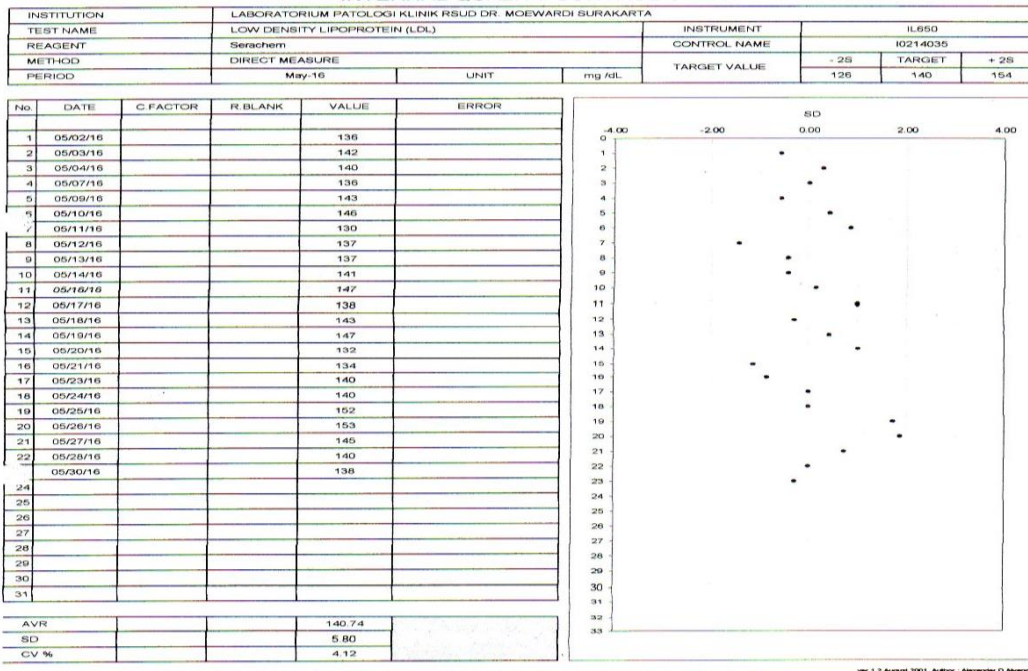 INSTITUTION LABORATORIUM PATOLOGI KLINIK RSUD DR. MOEWARDI SURAKARTA
TEST NAME LOW DENSITY LIPOPROTEIN (LDL) INSTRUMENT IL650
REAGENT Serachem CONTROL NAME I0214035
METHOD DIRECT MEASURE TARGET VALUE - 2S TARGET + 2S
PERIOD May-16 UNIT mg /dL 126 140 154
No. DATE C.FACTOR R.BLANK VALUE ERROR
1 05/02/16 136
2 05/03/16 142
3 05/04/16 140
4 05/07/16 136
5 05/09/16 143
05/10/16 146
05/11/16 130
8 05/12/16 137
9 05/13/16 137
10 05/14/16 141
11 05/16/16 147
12 05/17/16 138
13 05/18/16 143
14 05/19/16 147
15 05/20/16 132
16 05/21/16 134
17 05/23/16 140
18 05/24/16 140
19 05/25/16 152
20 05/26/16 153
21 05/27/16 145
22 05/28/16 140
05/30/16 138
24
25
26
27
28
29
30
31
AVR 140.74
SD 5.80
CV % 4.12
SD
-4.00 -2.00 0.00 2.00 4.00
0
1
2
3
4
5
6
7
8
9
10
11
12
13
14
15
16
17
18
19
20
21
22
23
24
25
26
27
28
29
30
31
32
33
ver 1.2 August 2001, Author : Alexander